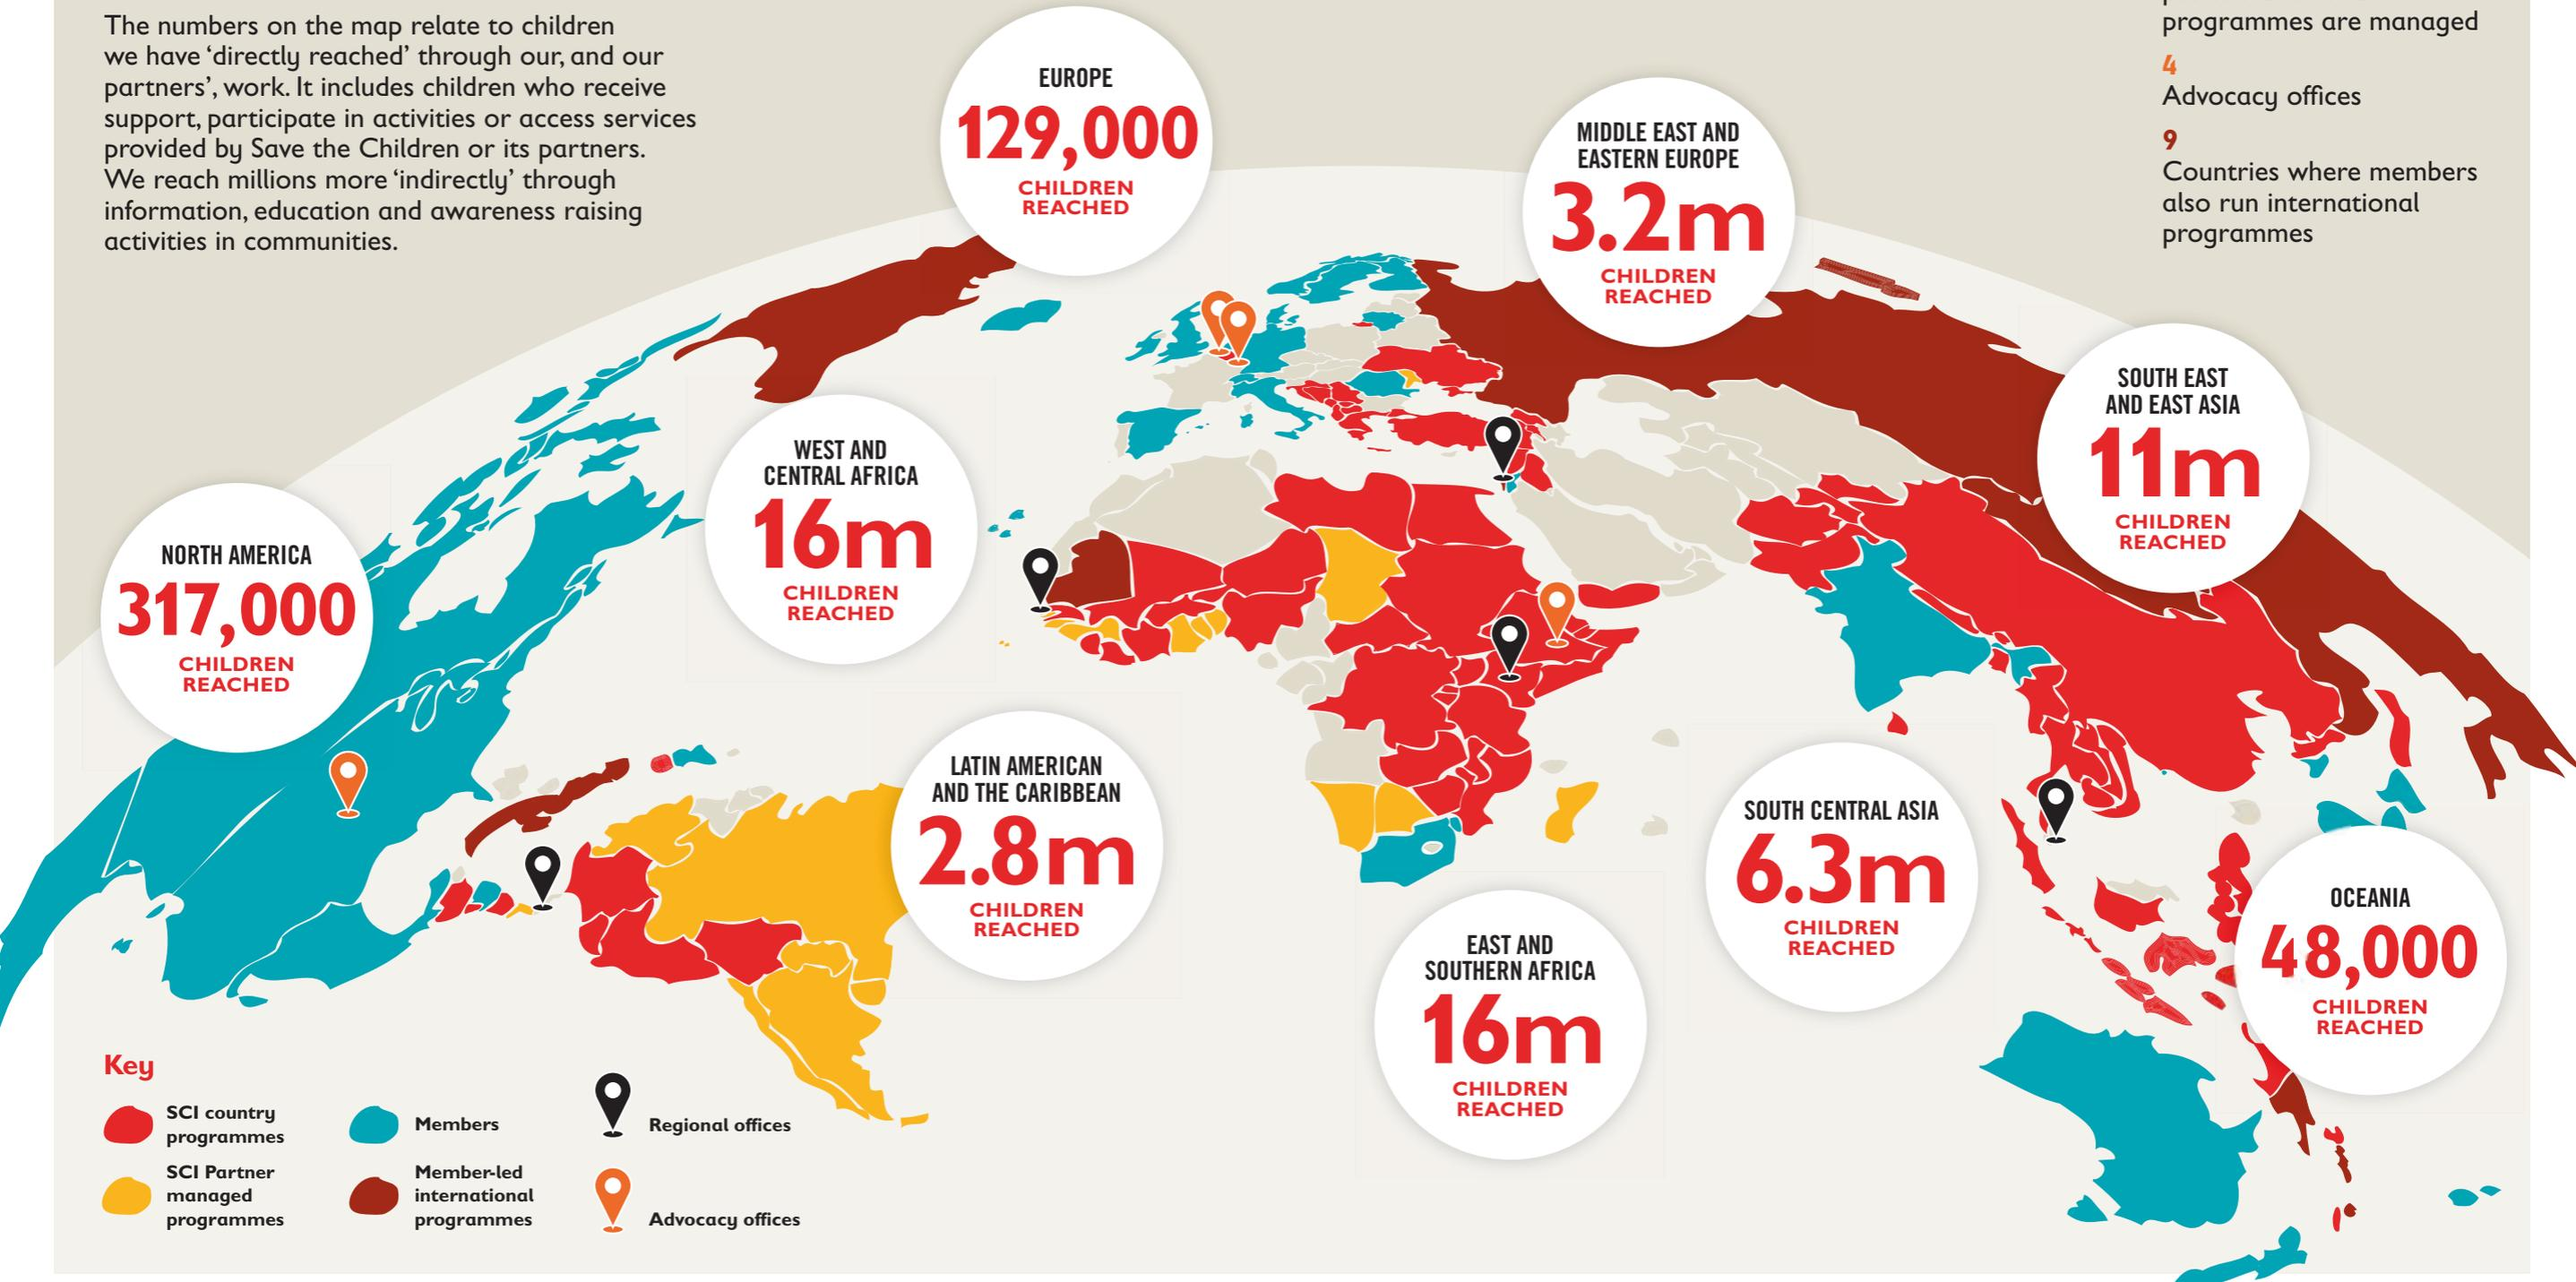 The numbers on the map relate to children
we have ‘directly reached’ through our, and our
partners’, work. It includes children who receive
support, participate in activities or access services
provided by Save the Children or its partners.
We reach millions more ‘indirectly’ through
information, education and awareness raising
activities in communities.
programmes are managed
4
Advocacy offices
9
Countries where members
also run international
programmes
EUROPE
129,000
CHILDREN
REACHED
MIDDLE EAST AND
EASTERN EUROPE
3.2m
CHILDREN
REACHED
SOUTH EAST
AND EAST ASIA
11m
CHILDREN
REACHED
WEST AND
CENTRAL AFRICA
16m
CHILDREN
REACHED
NORTH AMERICA
317,000
CHILDREN
REACHED
LATIN AMERICAN
AND THE CARIBBEAN
2.8m
CHILDREN
REACHED
SOUTH CENTRAL ASIA
6.3m
CHILDREN
REACHED
OCEANIA
48,000
CHILDREN
REACHED
EAST AND
SOUTHERN AFRICA
16m
CHILDREN
REACHED
Key
SCI country
programmes
Members
Regional offices
SCI Partner
managed
programmes
Member-led
international
programmes
Advocacy offices